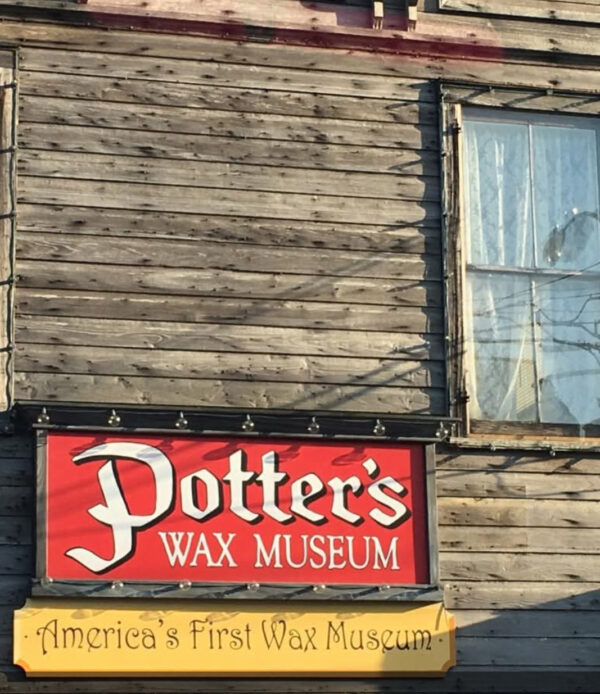 Potter's
WAX MUSEUM
· America's First Wax Museum ·